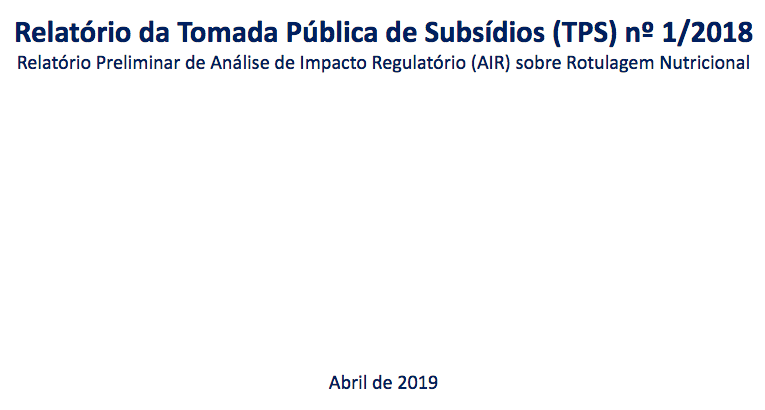 Relatório da Tomada Pública de Subsídios (TPS) nº 1/2018
Relatório Preliminar de Análise de Impacto Regulatório (AIR) sobre Rotulagem Nutricional
Abril de 2019